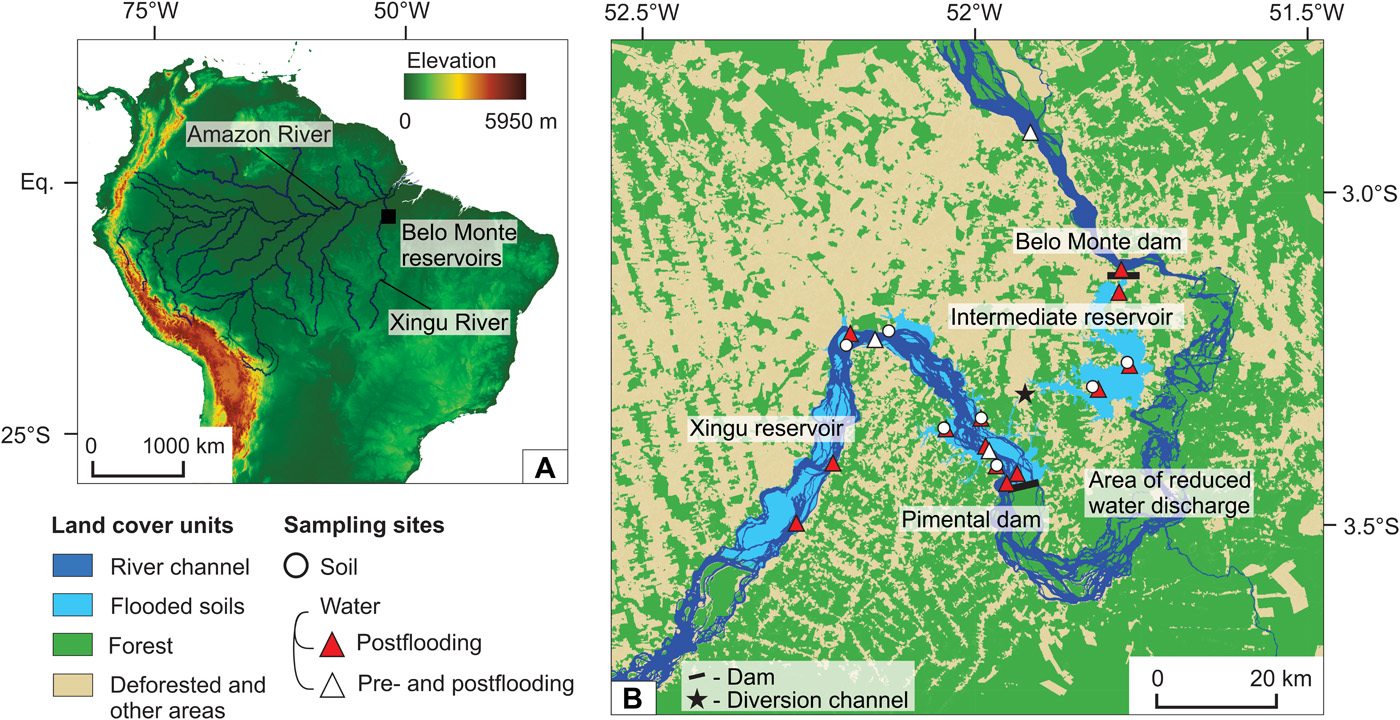 75°W
50°W
Elevation
0
5950 m
Amazon River
Eq.
Belo Monte
reservoirs
Xingu River
25°S
0
1000 km
A
52.5°W
52°W
51.5°W
3.0°S
Belo Monte dam
Intermediate reservoir
Xingu reservoir
Area of reduced
water discharge
Pimental dam
3.5°S
- Dam
- Diversion channel
B
0
20 km
Land cover units
River channel
Flooded soils
Forest
Deforested and
other areas
Sampling sites
Soil
Water
Postflooding
Pre- and postflooding